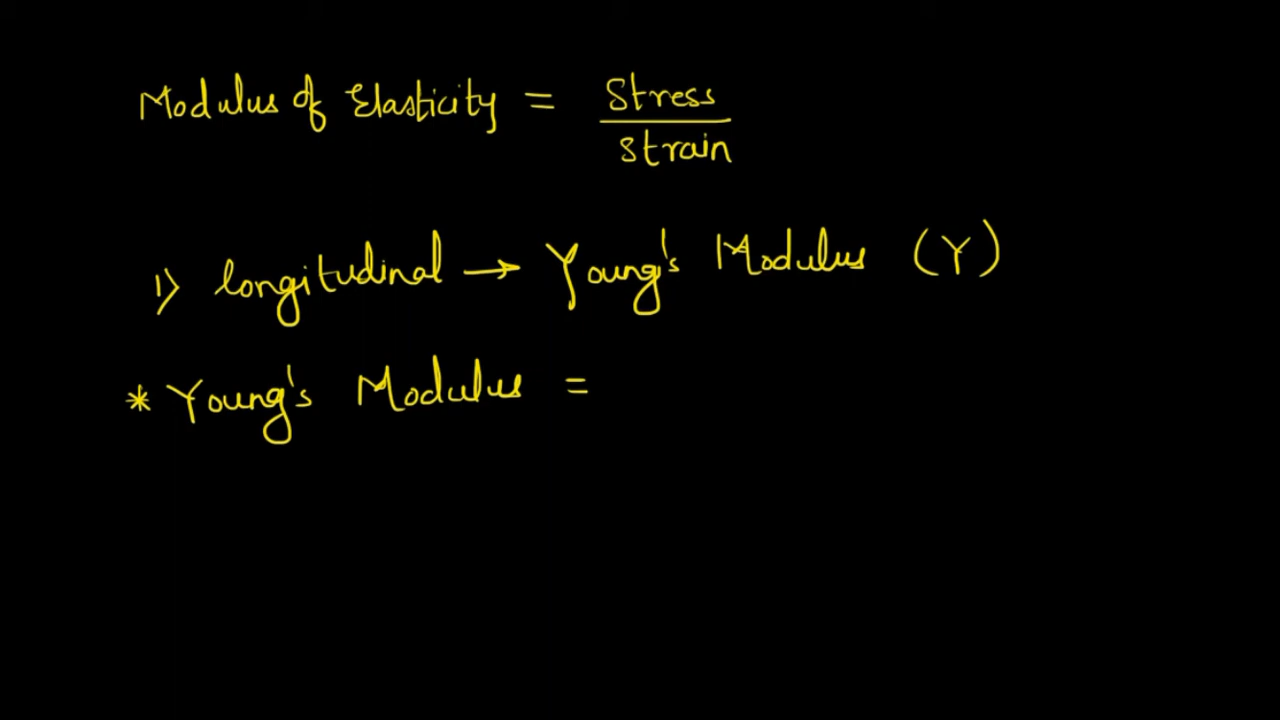 Modulus of Elasticity = Stress / Strain
1) longitudinal → Young's Modulus (Y)
* Young's Modulus =